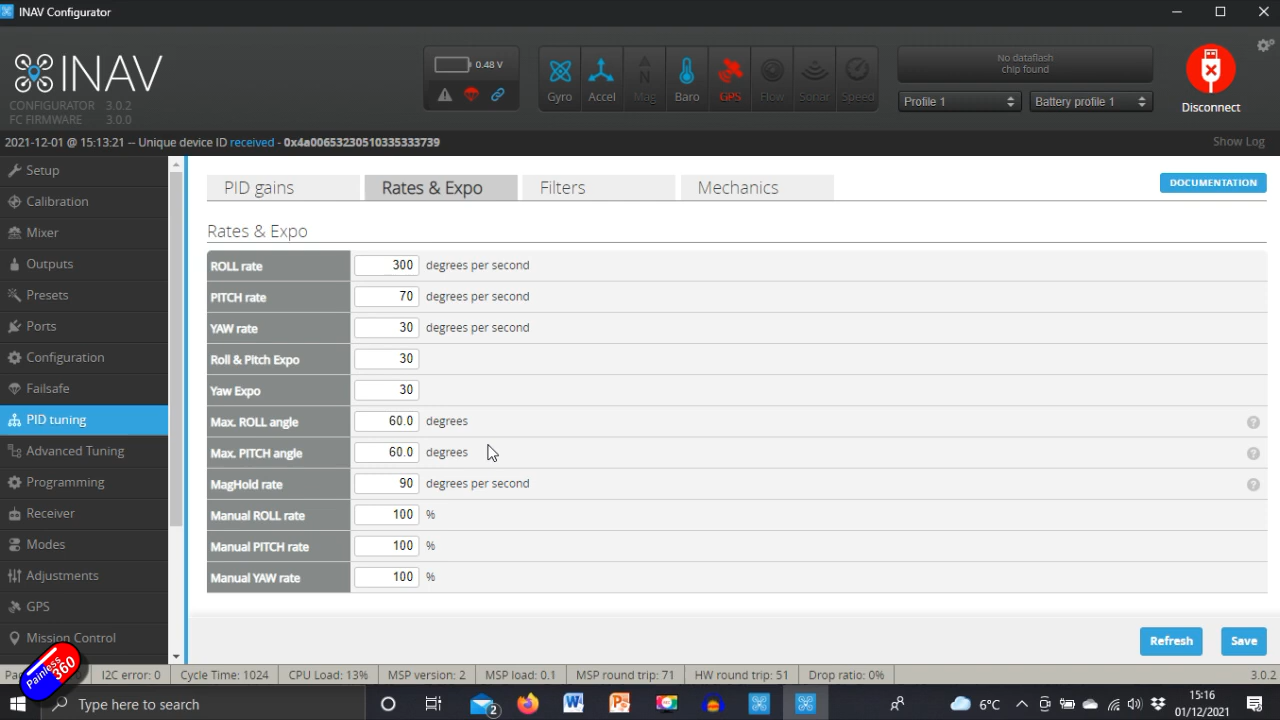 INAV Configurator
INAV
CONFIGURATOR 3.0.2
FC FIRMWARE 3.0.0
0.48 V
Gyro Accel Mag Baro GPS Flow Sonar Speed
No dataflash
chip found
Profile 1
Battery profile 1
Disconnect
2021-12-01 @ 15:13:21 -- Unique device ID received - 0x4a00653230510335333739
Show Log
Setup
Calibration
Mixer
Outputs
Presets
Ports
Configuration
Failsafe
PID tuning
Advanced Tuning
Programming
Receiver
Modes
Adjustments
GPS
Mission Control
PID gains
Rates & Expo
Filters
Mechanics
DOCUMENTATION
Rates & Expo
ROLL rate 300 degrees per second
PITCH rate 70 degrees per second
YAW rate 30 degrees per second
Roll & Pitch Expo 30
Yaw Expo 30
Max. ROLL angle 60.0 degrees ?
Max. PITCH angle 60.0 degrees ?
MagHold rate 90 degrees per second ?
Manual ROLL rate 100 %
Manual PITCH rate 100 %
Manual YAW rate 100 %
Refresh
Save
Painless360
I2C error: 0
Cycle Time: 1024
CPU Load: 13%
MSP version: 2
MSP load: 0.1
MSP round trip: 71
HW round trip: 51
Drop ratio: 0%
3.0.2
Type here to search
2
6°C
15:16
01/12/2021